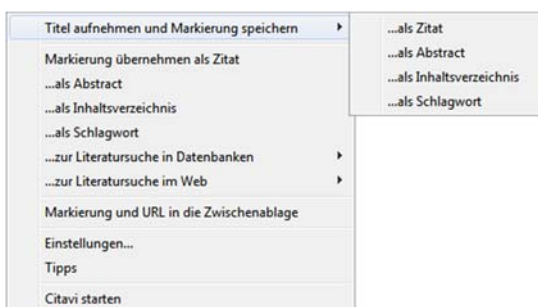 Titel aufnehmen und Markierung speichern
Markierung übernehmen als Zitat
...als Abstract
...als Inhaltsverzeichnis
...als Schlagwort
...zur Literatursuche in Datenbanken
...zur Literatursuche im Web
Markierung und URL in die Zwischenablage
Einstellungen...
Tipps
Citavi starten
...als Zitat
...als Abstract
...als Inhaltsverzeichnis
...als Schlagwort